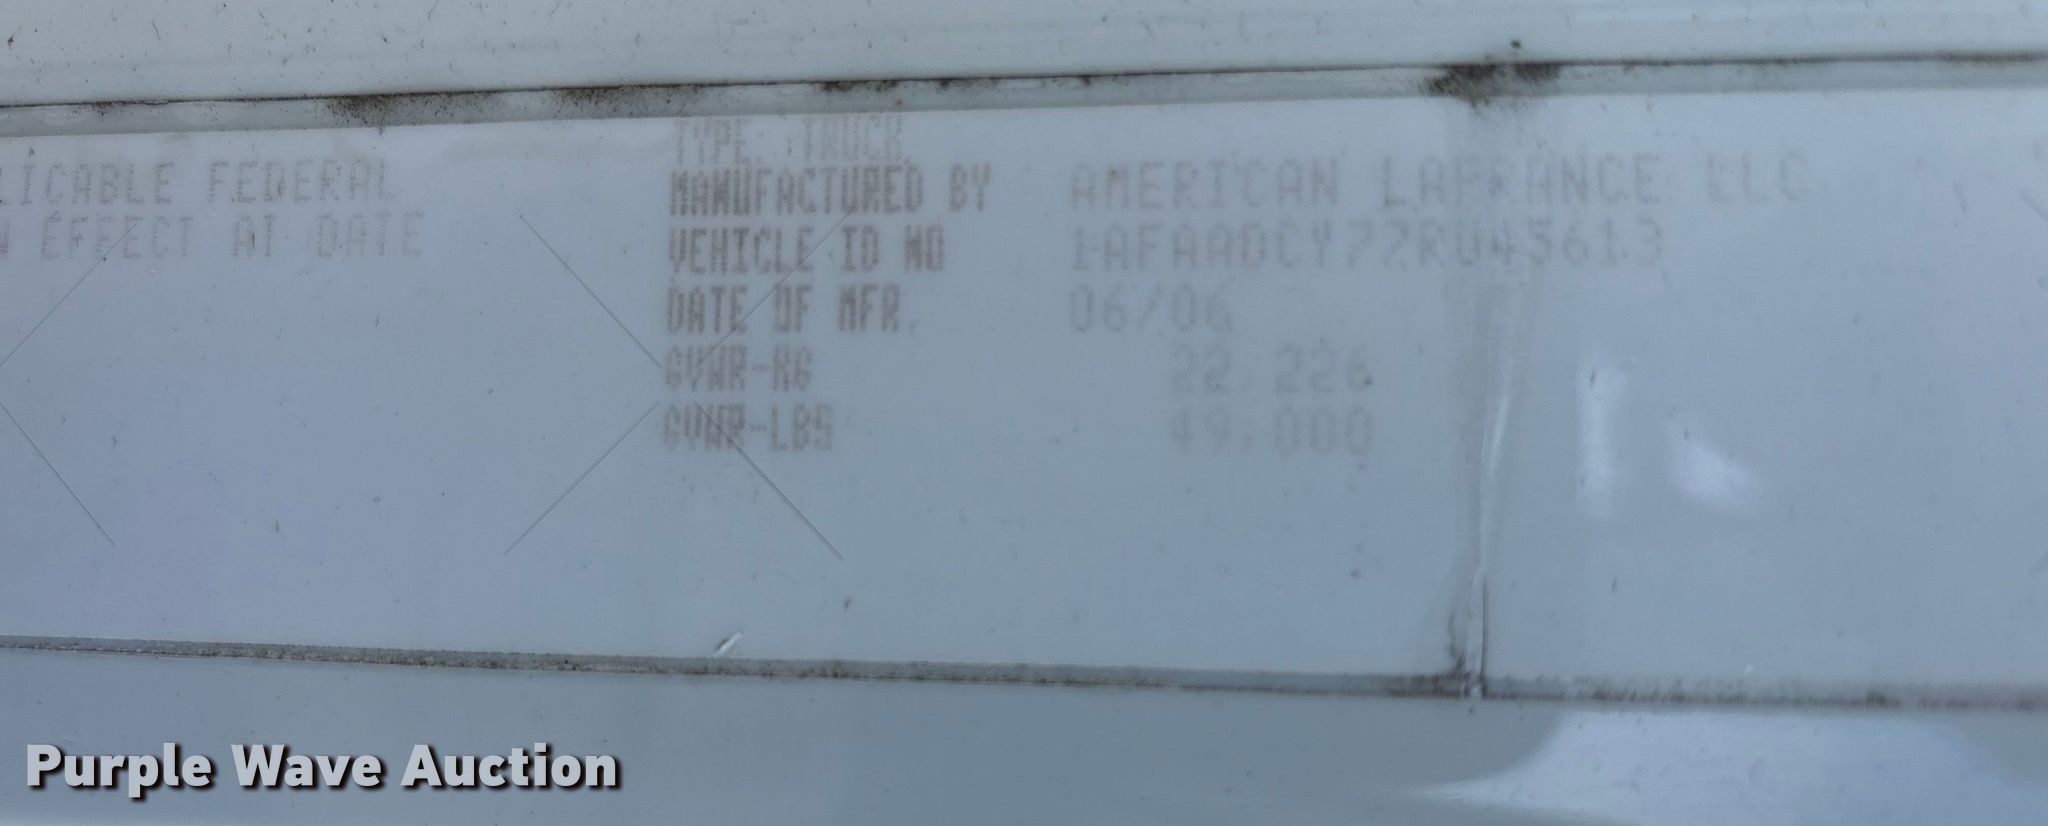 TYPE: TRUCK
LICABLE FEDERAL
MANUFACTURED BY AMERICAN LAFRANCE LLC
N EFFECT AT DATE
VEHICLE ID NO 1AFAADCY77RU45613
DATE OF MFR. 06/06
GVWR-KG 22,226
GVWR-LBS 49,000
Purple Wave Auction